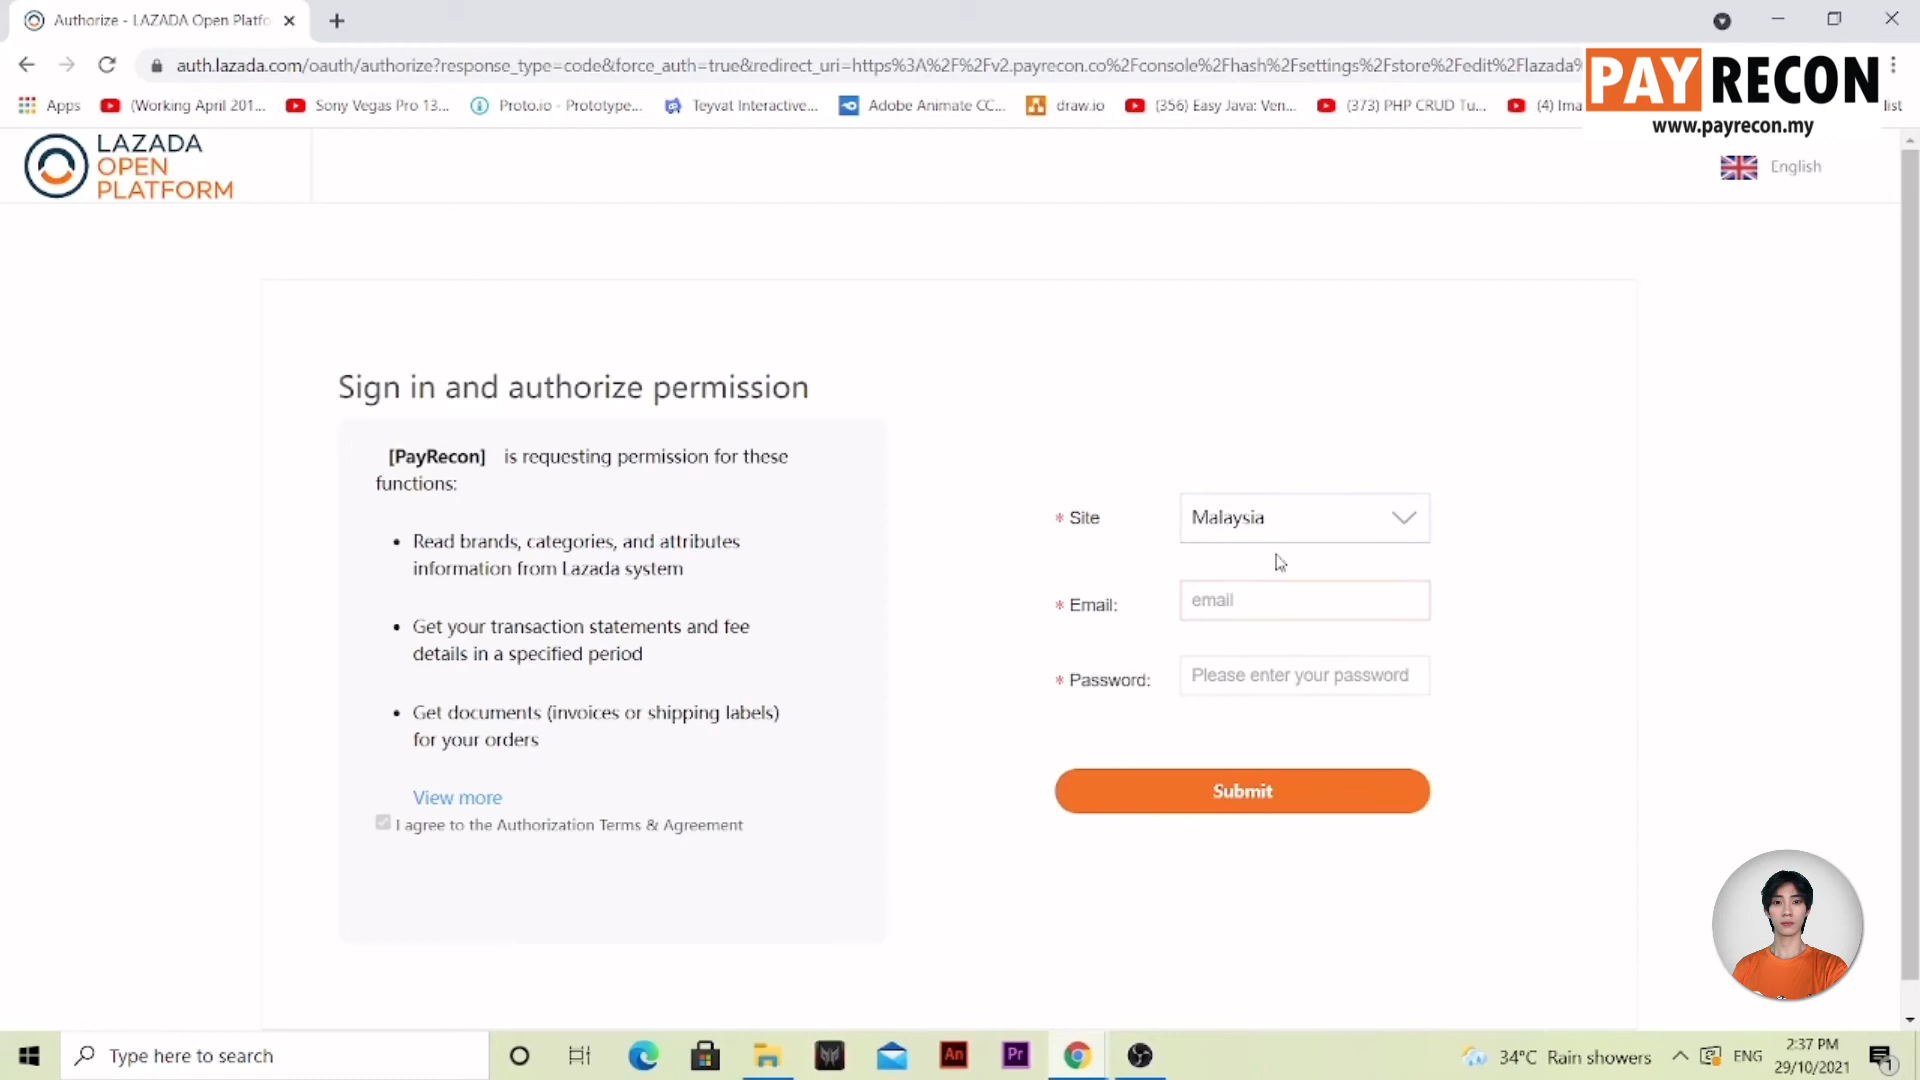 Authorize - LAZADA Open Platfo
auth.lazada.com/oauth/authorize?response_type=code&force_auth=true&redirect_uri=https%3A%2F%2Fv2.payrecon.co%2Fconsole%2Fhash%2Fsettings%2Fstore%2Fedit%2Flazada%
PAYRECON
www.payrecon.my
Apps
(Working April 201...
Sony Vegas Pro 13...
Proto.io - Prototype...
Teyvat Interactive...
Adobe Animate CC...
draw.io
(356) Easy Java: Ven...
(373) PHP CRUD Tu...
(4) Ima
list
LAZADA
OPEN
PLATFORM
English
Sign in and authorize permission
[PayRecon] is requesting permission for these
functions:
• Read brands, categories, and attributes
information from Lazada system
• Get your transaction statements and fee
details in a specified period
• Get documents (invoices or shipping labels)
for your orders
View more
I agree to the Authorization Terms & Agreement
* Site
Malaysia
* Email:
email
* Password:
Please enter your password
Submit
Type here to search
An
Pr
34°C Rain showers
ENG
2:37 PM
29/10/2021
1